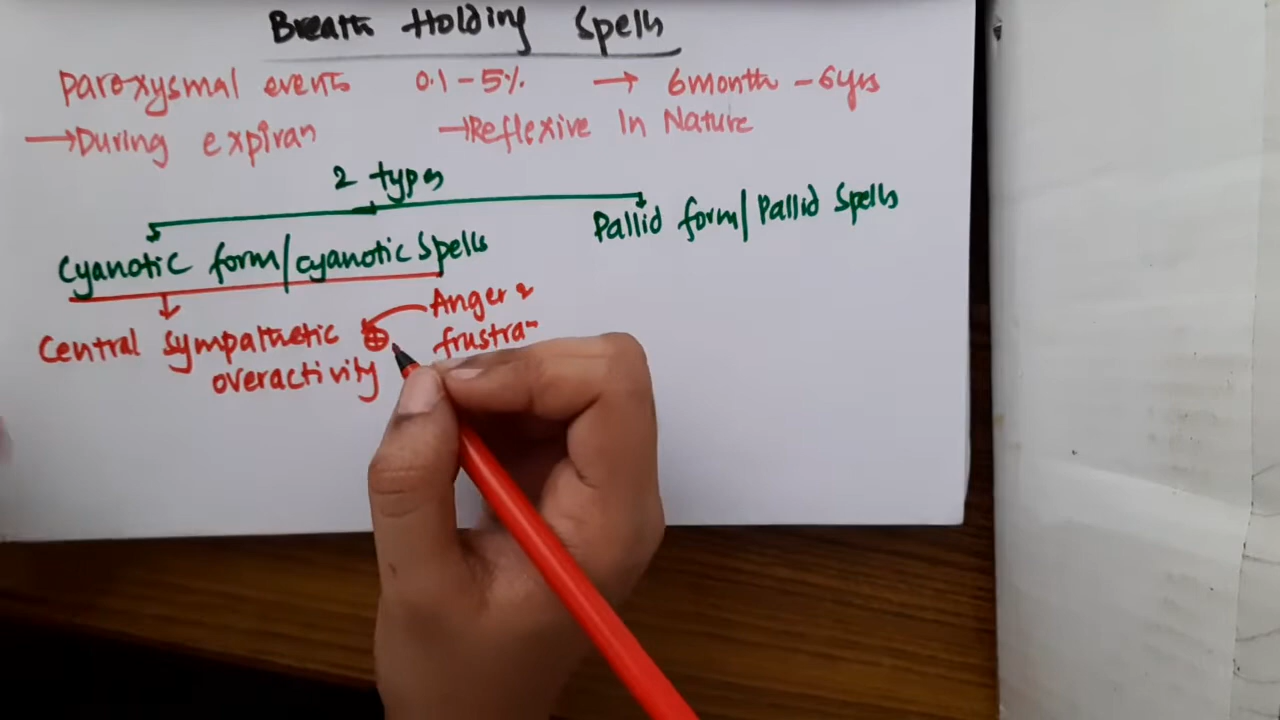 Breath Holding Spells
Paroxysmal events 0.1-5% → 6month - 6yrs
→During expiran →Reflexive In Nature
2 types
Cyanotic form/cyanotic Spells
Pallid form/Pallid Spells
Central sympathetic ⊕
overactivity
Anger &
frustran